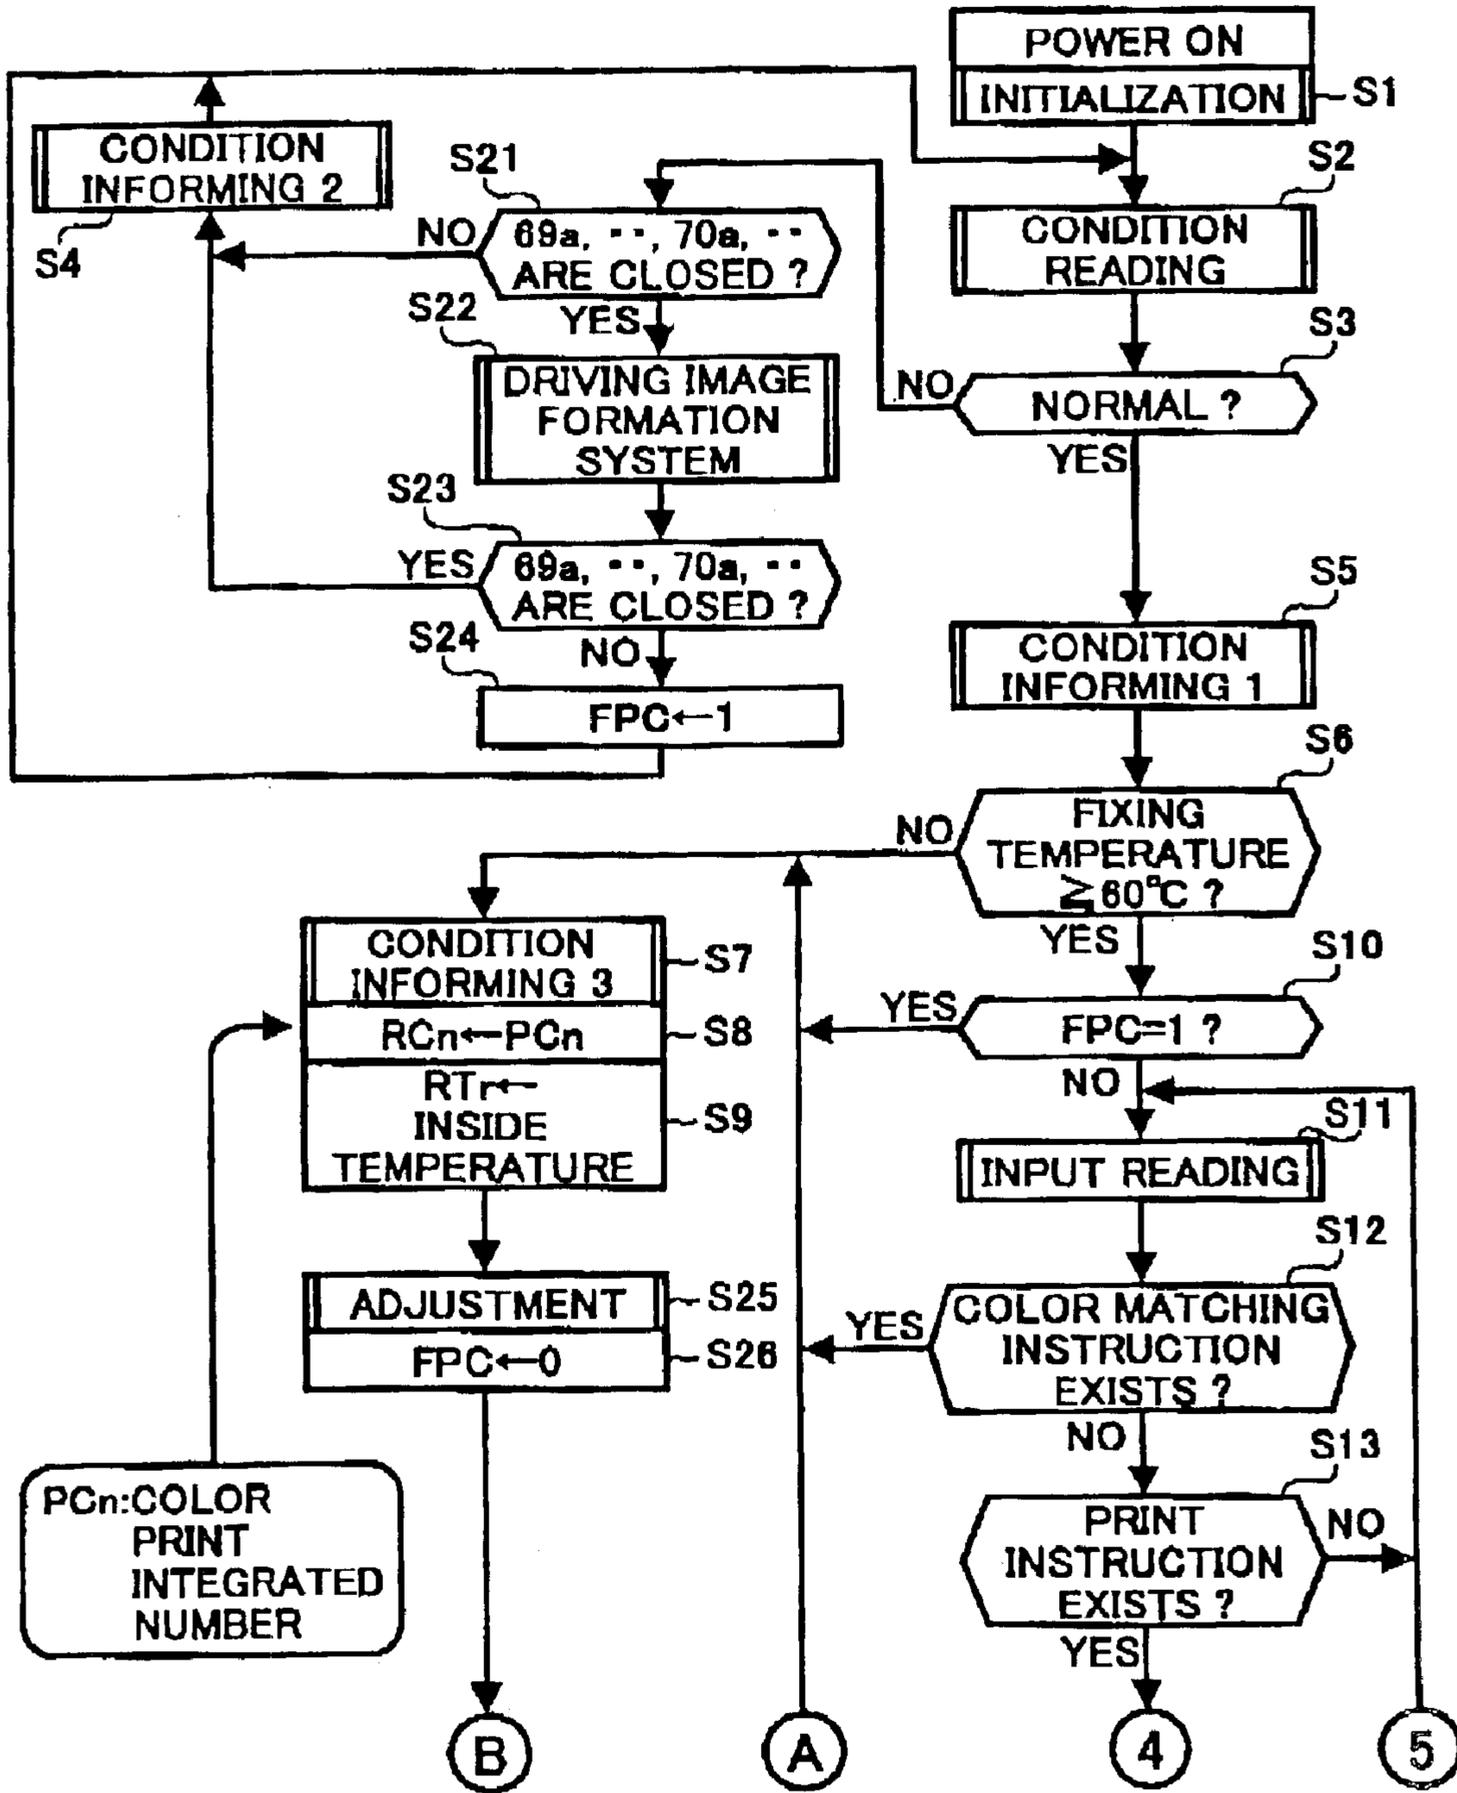 POWER ON
INITIALIZATION
S1
CONDITION
INFORMING 2
S4
S21
69a, ··, 70a, ··
ARE CLOSED ?
NO
YES
S22
DRIVING IMAGE
FORMATION
SYSTEM
S23
69a, ··, 70a, ··
ARE CLOSED ?
YES
NO
S24
FPC←1
S2
CONDITION
READING
S3
NORMAL ?
NO
YES
S5
CONDITION
INFORMING 1
S6
FIXING
TEMPERATURE
≧60°C ?
NO
YES
CONDITION
INFORMING 3
S7
RCn←PCn
S8
RTr←
INSIDE
TEMPERATURE
S9
S10
FPC=1 ?
YES
NO
S11
INPUT READING
S12
COLOR MATCHING
INSTRUCTION
EXISTS ?
YES
NO
ADJUSTMENT
S25
FPC←0
S26
S13
PRINT
INSTRUCTION
EXISTS ?
NO
YES
PCn:COLOR
PRINT
INTEGRATED
NUMBER
B
A
4
5